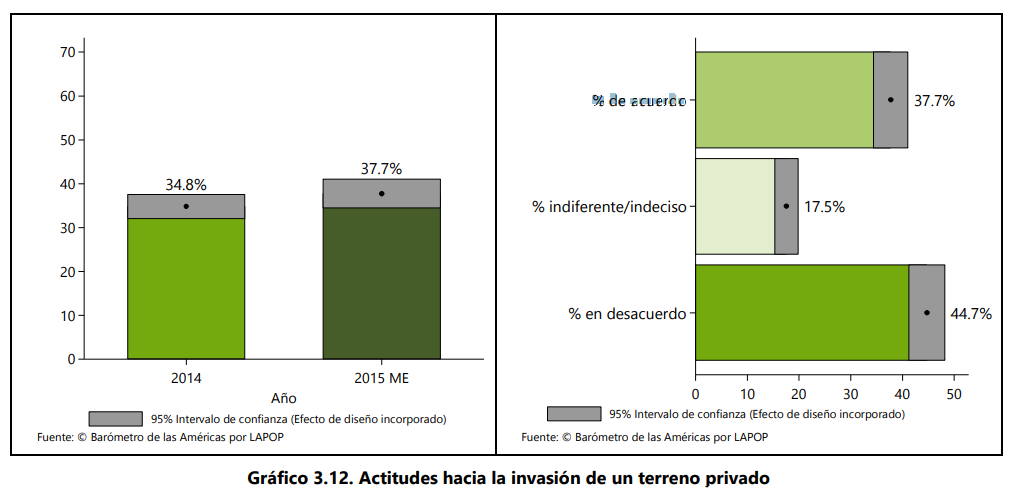 70
60
50
40
30
20
10
0
34.8%
37.7%
2014
2015 ME
Año
95% Intervalo de confianza (Efecto de diseño incorporado)
Fuente: © Barómetro de las Américas por LAPOP
% de acuerdo
37.7%
% indiferente/indeciso
17.5%
% en desacuerdo
44.7%
0 10 20 30 40 50
95% Intervalo de confianza (Efecto de diseño incorporado)
Fuente: © Barómetro de las Américas por LAPOP
Gráfico 3.12. Actitudes hacia la invasión de un terreno privado